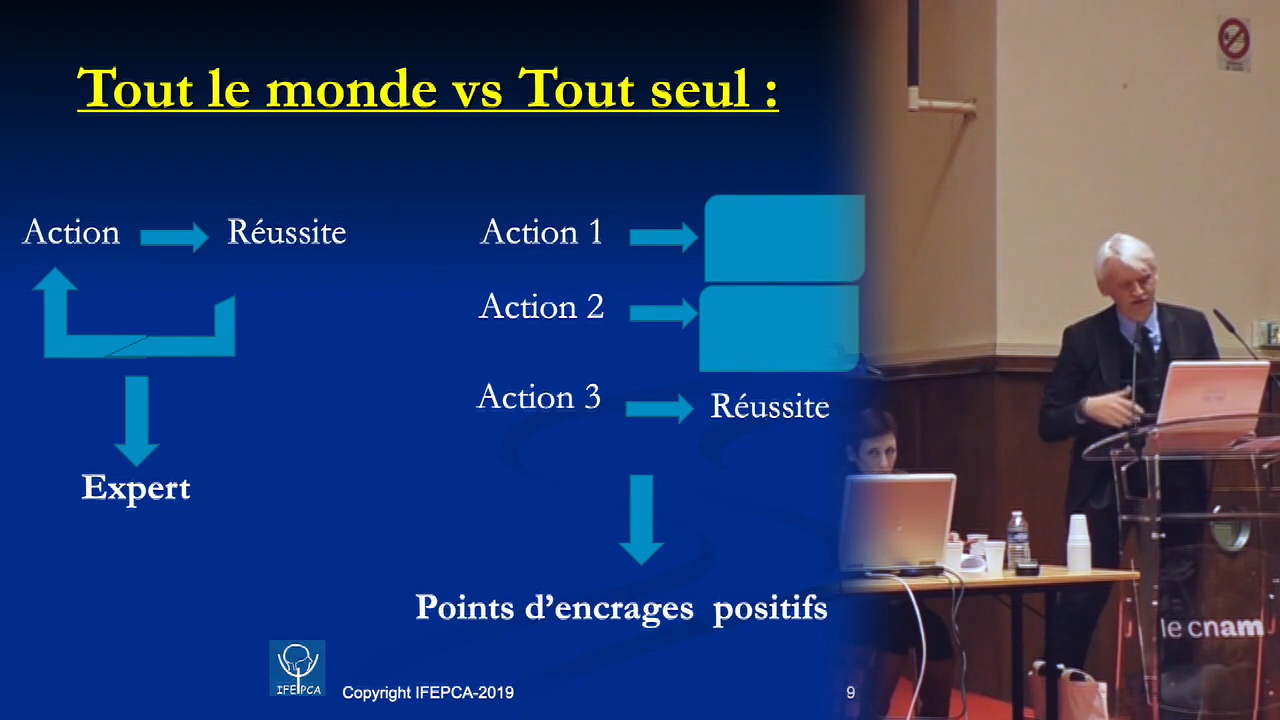 Tout le monde vs Tout seul :
Action
Réussite
Expert
Action 1
Action 2
Action 3
Réussite
Points d’encrages positifs
IFEPCA
Copyright IFEPCA-2019
9
le cnam